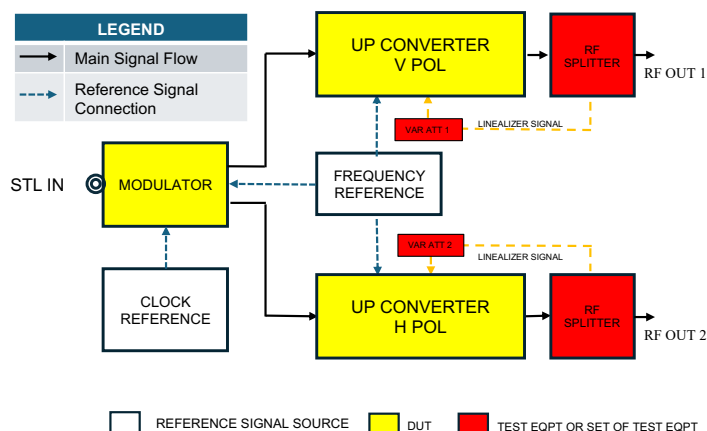 LEGEND
Main Signal Flow
Reference Signal
Connection
UP CONVERTER
V POL
RF
SPLITTER
RF OUT 1
VAR ATT 1
LINEALIZER SIGNAL
STL IN
MODULATOR
FREQUENCY
REFERENCE
VAR ATT 2
LINEALIZER SIGNAL
CLOCK
REFERENCE
UP CONVERTER
H POL
RF
SPLITTER
RF OUT 2
REFERENCE SIGNAL SOURCE
DUT
TEST EQPT OR SET OF TEST EQPT